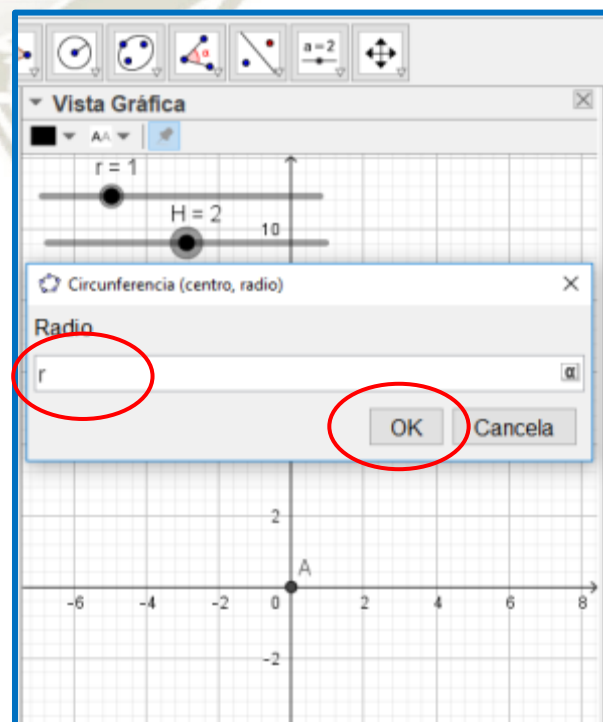 a = 2
Vista Gráfica
AA
r = 1
H = 2
10
Circunferencia (centro, radio)
Radio
r
α
OK Cancela
2
A
-6 -4 -2 0 2 4 6 8
-2